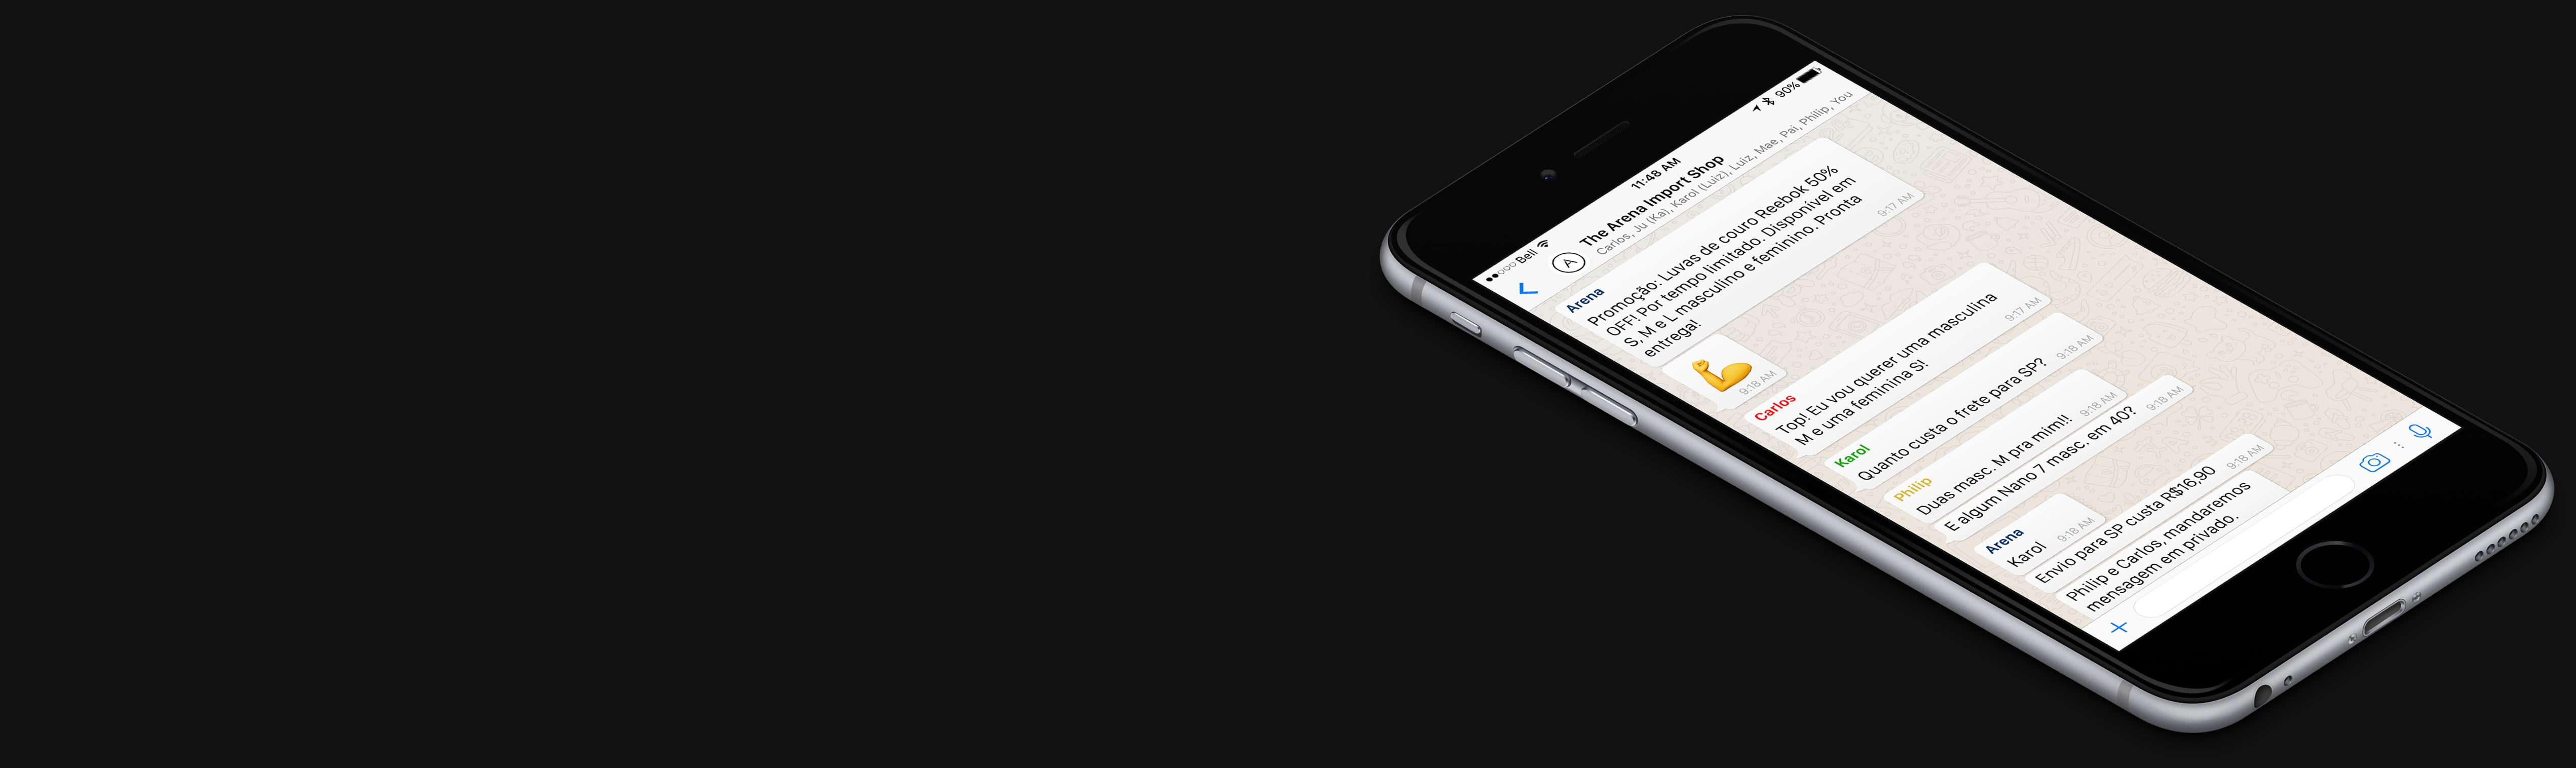 Bell 11:48 AM 90%
The Arena Import Shop
Carlos, Ju (Ka), Karol (Luiz), Luiz, Mae, Pai, Philip, You
A
Arena
Promoção: Luvas de couro Reebok 50%
OFF! Por tempo limitado. Disponível em
S, M e L masculino e feminino. Pronta
entrega!
9:17 AM
9:18 AM
Carlos
Top! Eu vou querer uma masculina
M e uma feminina S!
9:17 AM
Karol
Quanto custa o frete para SP?
9:18 AM
Philip
Duas masc. M pra mim!!
9:18 AM
E algum Nano 7 masc. em 40?
9:18 AM
Arena
Karol
9:18 AM
Envio para SP custa R$16,90
9:18 AM
Philip e Carlos, mandaremos
mensagem em privado.